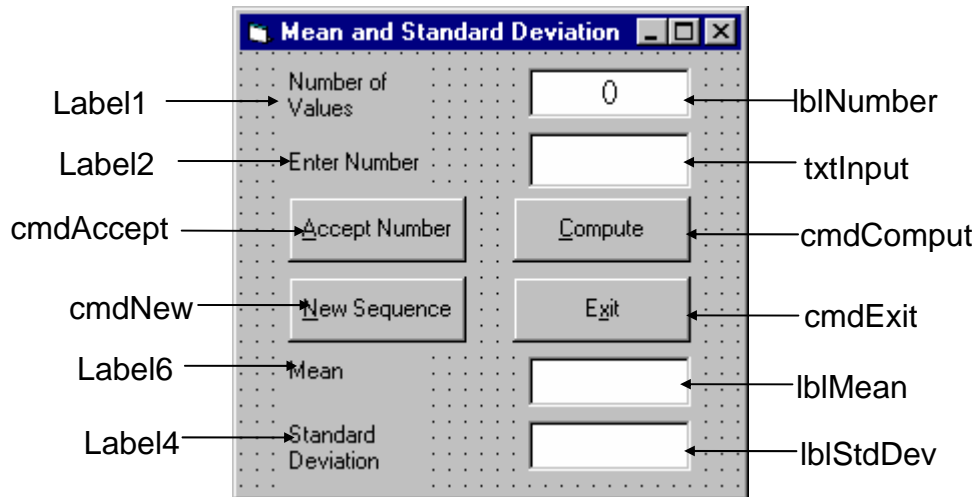 Mean and Standard Deviation
Label1
Number of
Values
0
lblNumber
Label2
Enter Number
txtInput
cmdAccept
Accept Number
Compute
cmdComput
cmdNew
New Sequence
Exit
cmdExit
Label6
Mean
lblMean
Label4
Standard
Deviation
lblStdDev